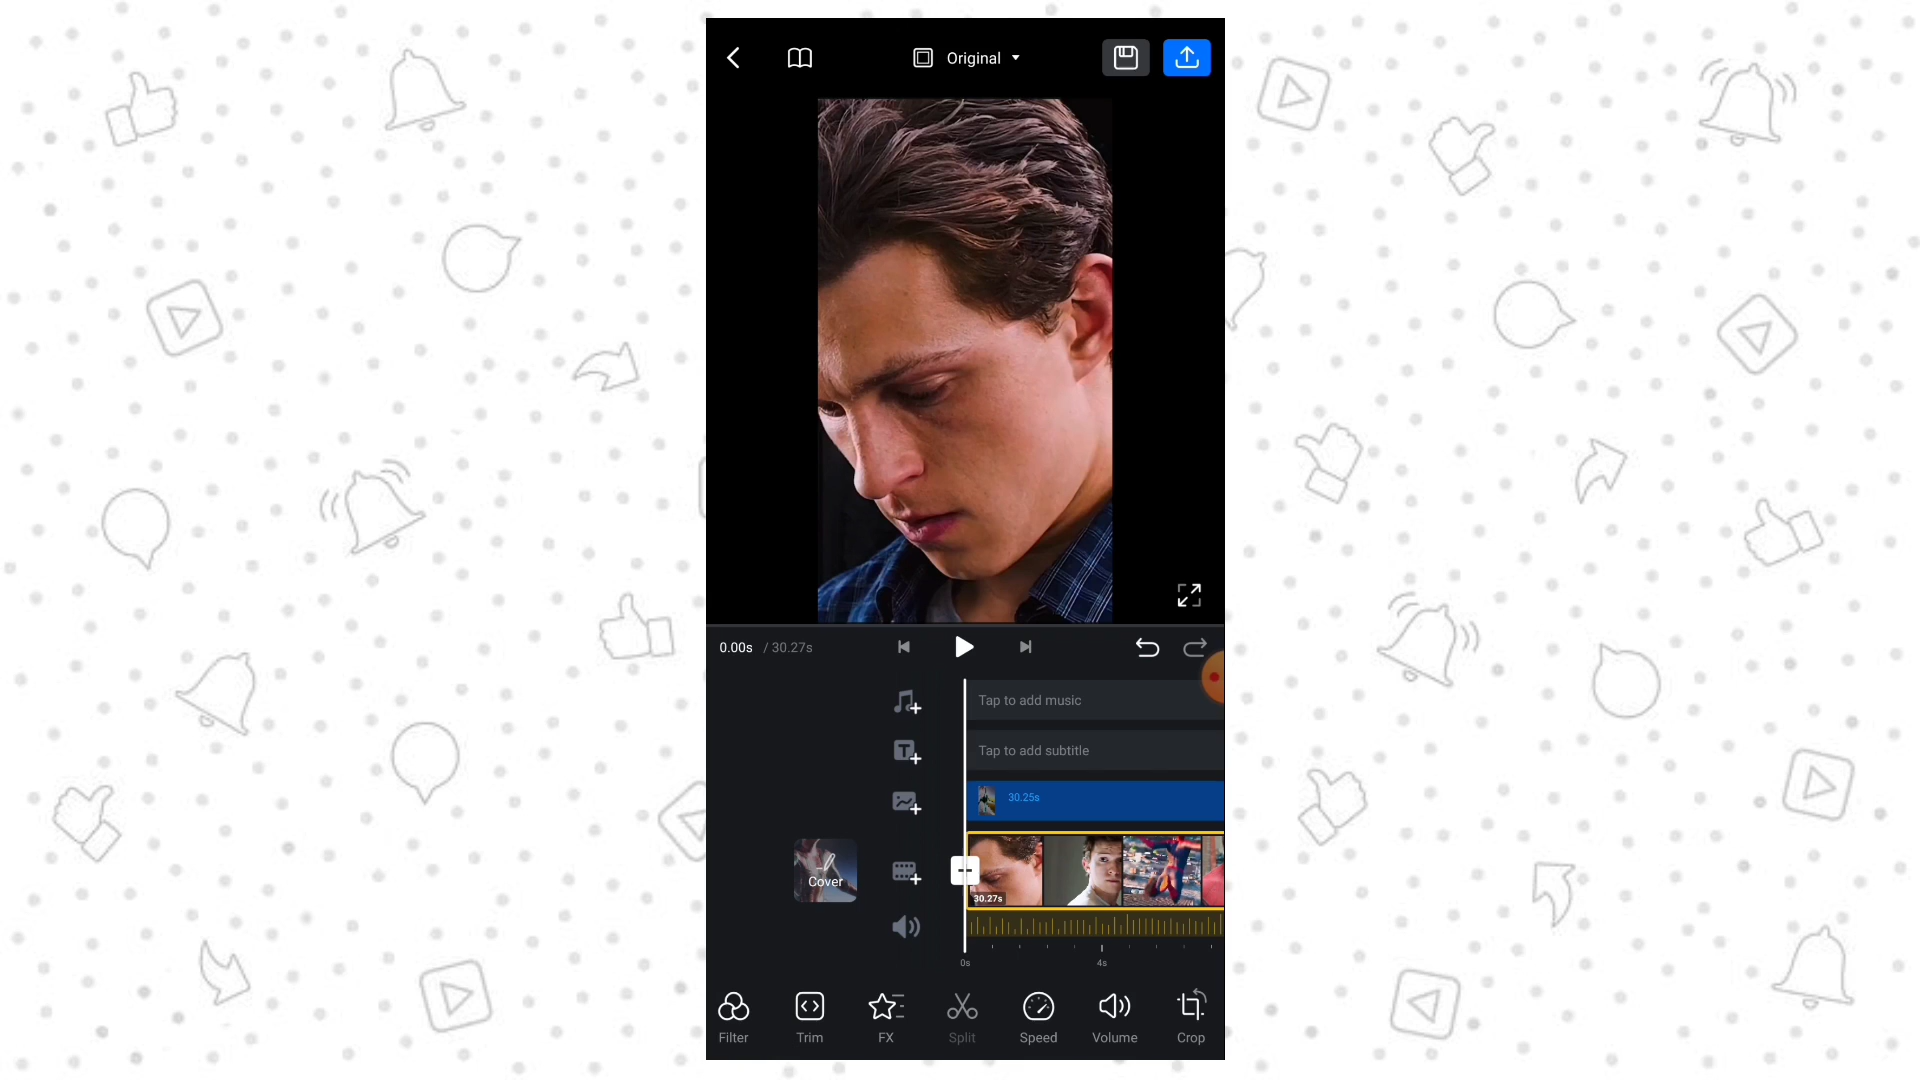 Original
0.00s / 30.27s
Tap to add music
Tap to add subtitle
30.25s
Cover
30.27s
0s 4s
Filter Trim FX Split Speed Volume Crop